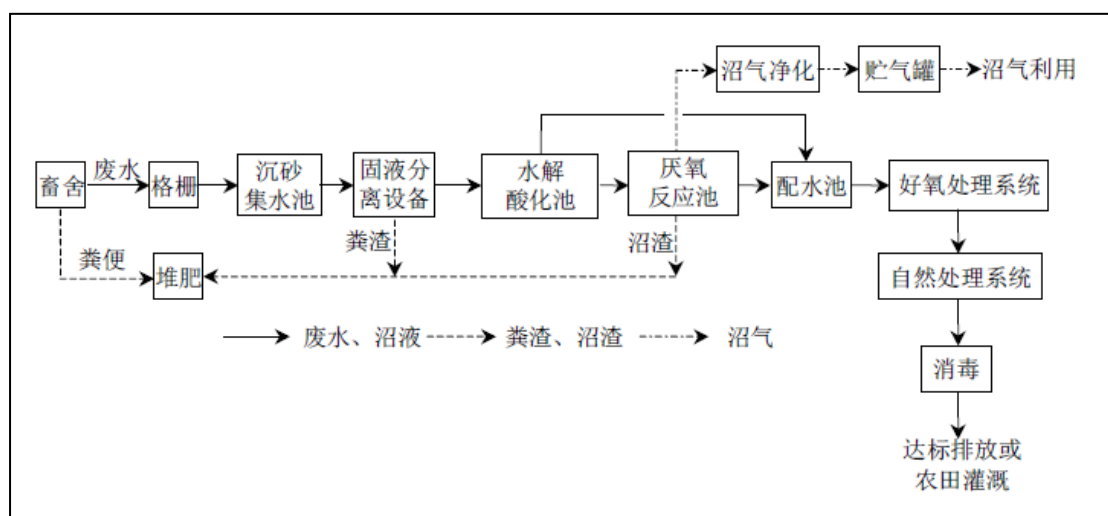 沼气净化
贮气罐
沼气利用
畜舍
废水
格栅
沉砂
集水池
固液分
离设备
水解
酸化池
厌氧
反应池
配水池
好氧处理系统
粪便
堆肥
粪渣
沼渣
自然处理系统
废水、沼液
粪渣、沼渣
沼气
消毒
达标排放或
农田灌溉